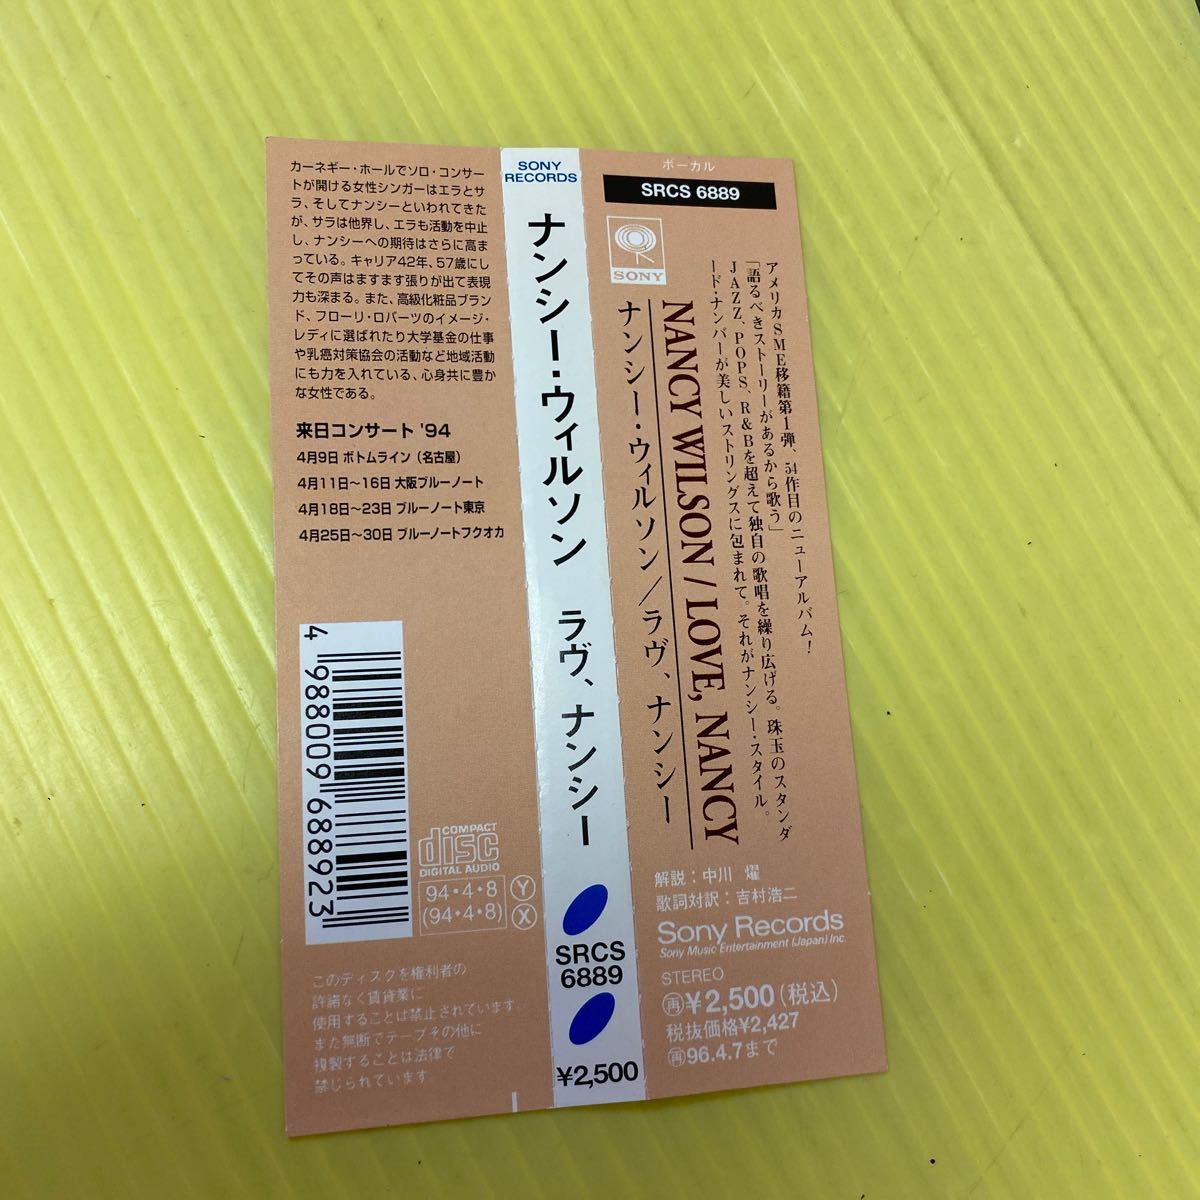 カーネギー・ホールでソロ・コンサー
トが開ける女性シンガーはエラとサ
ラ、そしてナンシーといわれてきた
が、サラは他界し、エラも活動を中止
し、ナンシーへの期待はさらに高ま
っている。キャリア42年、57歳にし
てその声はますます張りが出て表現
力も深まる。また、高級化粧品ブラン
ド、フローリ・ロバーツのイメージ・
レディに選ばれたり大学基金の仕事
や乳癌対策協会の活動など地域活動
にも力を入れている、心身共に豊か
な女性である。
来日コンサート '94
4月9日 ボトムライン（名古屋）
4月11日〜16日 大阪ブルーノート
4月18日〜23日 ブルーノート東京
4月25日〜30日 ブルーノートフクオカ
4 988009 688923
COMPACT
disc
DIGITAL AUDIO
94・4・8 Y
(94・4・8) X
このディスクを権利者の
許諾なく賃貸業に
使用することは禁止されています。
また無断でテープその他に
複製することは法律で
禁じられています
SONY
RECORDS
ナンシー・ウィルソン ラヴ、ナンシー
SRCS
6889
¥2,500
ボーカル
SRCS 6889
SONY
アメリカSME移籍第1弾、54作目のニューアルバム！
「語るべきストーリーがあるから歌う」
JAZZ、POPS、R&Bを超えて独自の歌唱を繰り広げる。珠玉のスタンダ
ード・ナンバーが美しいストリングスに包まれて。それがナンシー・スタイル。
NANCY WILSON / LOVE, NANCY
ナンシー・ウィルソン／ラヴ、ナンシー
解説：中川 燿
歌詞対訳：吉村浩二
Sony Records
Sony Music Entertainment (Japan) Inc.
STEREO
再¥2,500(税込)
税抜価格¥2,427
再96.4.7まで